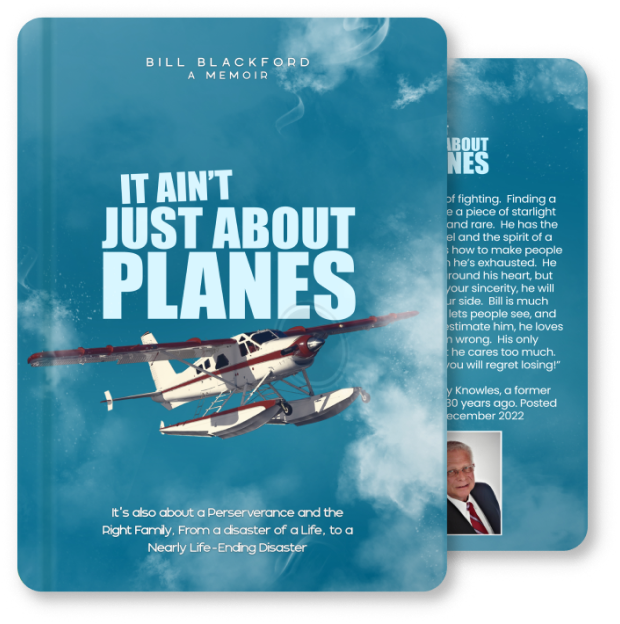 BILL BLACKFORD
A MEMOIR
IT AIN'T
JUST ABOUT
PLANES
It's also about a Perserverance and the
Right Family, From a disaster of a Life, to a
Nearly Life-Ending Disaster
ABOUT
NES
of fighting. Finding a
e a piece of starlight
and rare. He has the
el and the spirit of a
s how to make people
n he's exhausted. He
round his heart, but
your sincerity, he will
ur side. Bill is much
lets people see, and
estimate him, he loves
n wrong. His only
t he cares too much.
you will regret losing!"
y Knowles, a former
30 years ago. Posted
ecember 2022